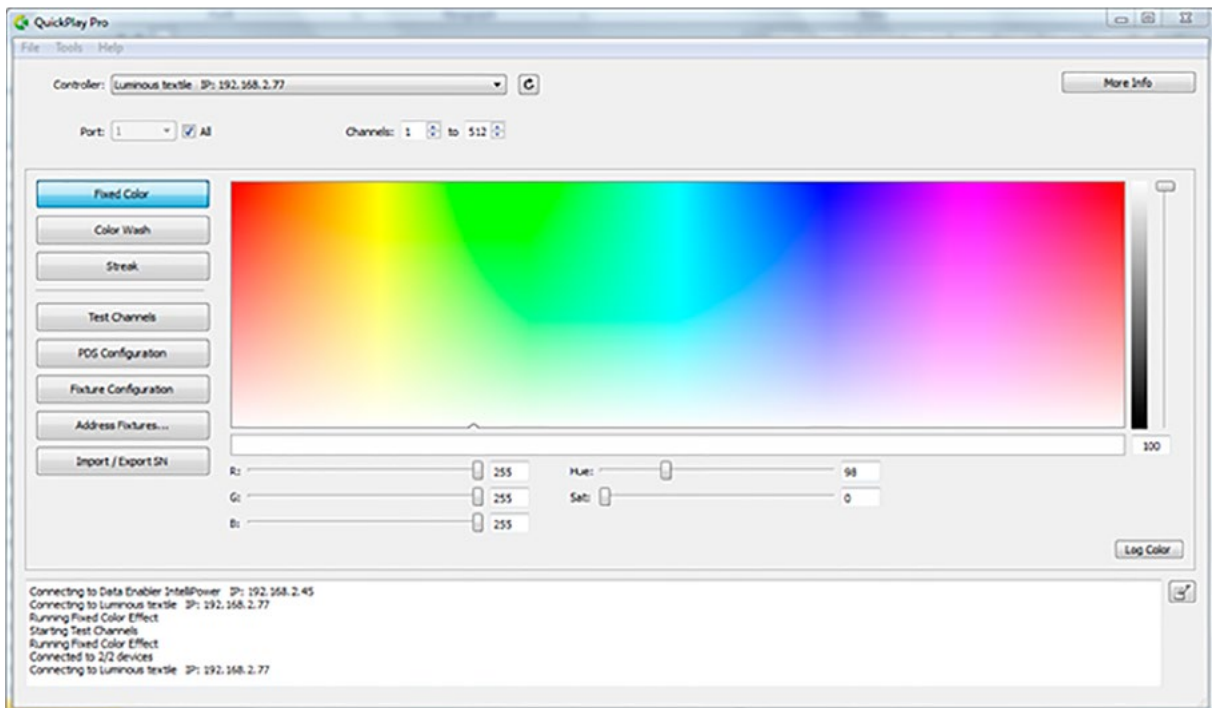 QuickPlay Pro
File Tools Help
Controller: Luminous textile IP: 192.168.2.77
More Info
Port: 1 All
Channels: 1 to 512
Fixed Color
Color Wash
Streak
Test Channels
PDS Configuration
Fixture Configuration
Address Fixtures...
Import / Export SN
100
R: 255
Hue: 98
G: 255
Sat: 0
B: 255
Log Color
Connecting to Data Enabler IntelliPower IP: 192.168.2.45
Connecting to Luminous textile IP: 192.168.2.77
Running Fixed Color Effect
Starting Test Channels
Running Fixed Color Effect
Connected to 2/2 devices
Connecting to Luminous textile IP: 192.168.2.77